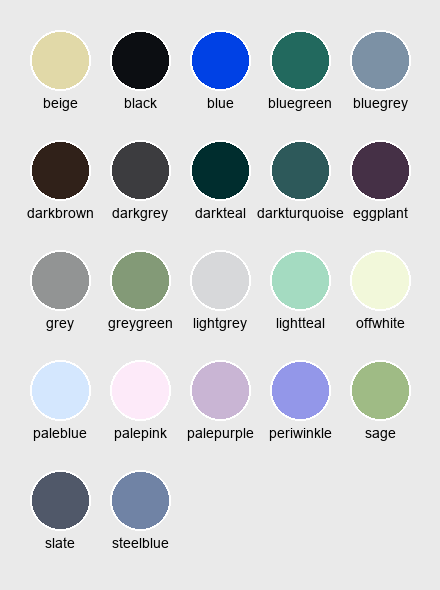 beige black blue bluegreen bluegrey
darkbrown darkgrey darkteal darkturquoise eggplant
grey greygreen lightgrey lightteal offwhite
paleblue palepink palepurple periwinkle sage
slate steelblue